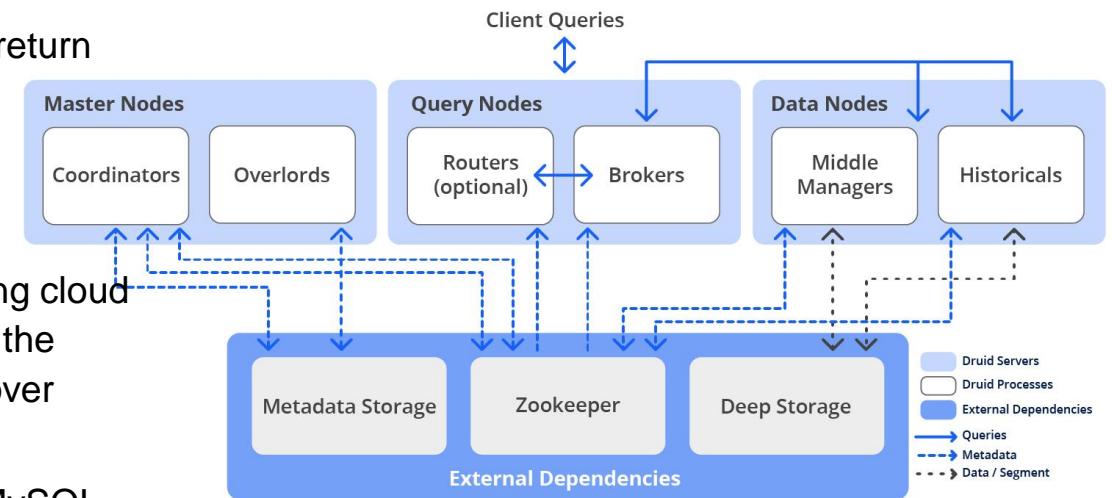 Client Queries
return
Master Nodes
Query Nodes
Data Nodes
Coordinators
Overlords
Routers
(optional)
Brokers
Middle
Managers
Historicals
ng cloud
the
over
MySQL
Metadata Storage
Zookeeper
Deep Storage
External Dependencies
Druid Servers
Druid Processes
External Dependencies
Queries
Metadata
Data / Segment